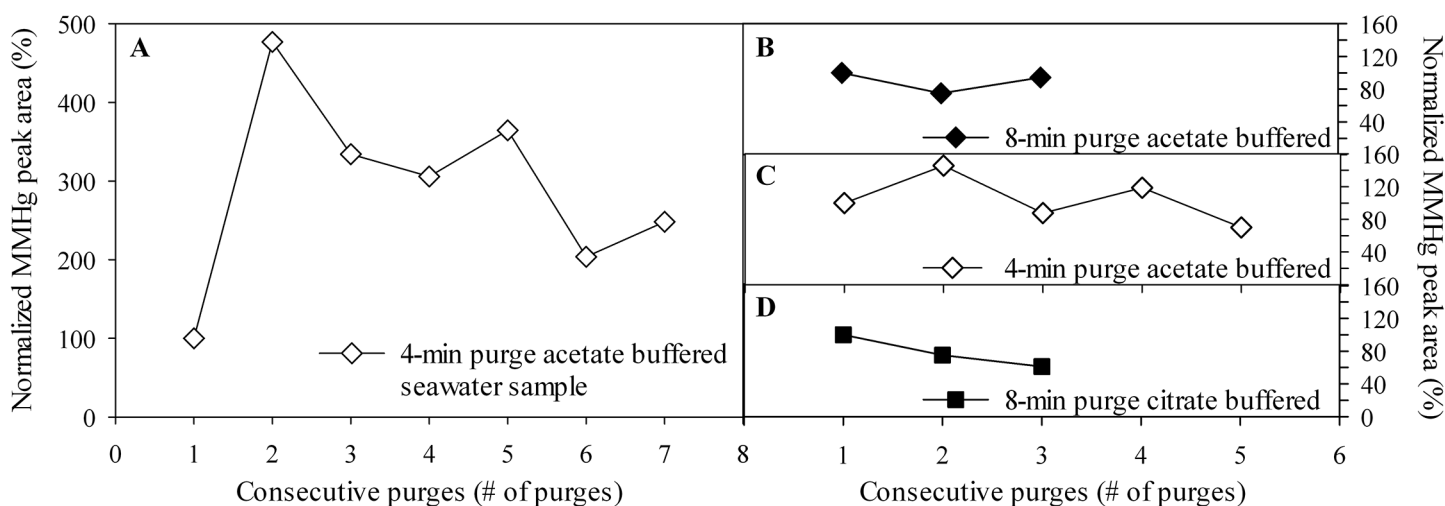 Normalized MMHg peak area (%)
500
400
300
200
100
0
A
4-min purge acetate buffered
seawater sample
0 1 2 3 4 5 6 7 8
Consecutive purges (# of purges)
B
8-min purge acetate buffered
160
120
80
40
C
4-min purge acetate buffered
160
120
80
40
D
8-min purge citrate buffered
160
120
80
40
0
1 2 3 4 5 6
Consecutive purges (# of purges)
Normalized MMHg peak area (%)